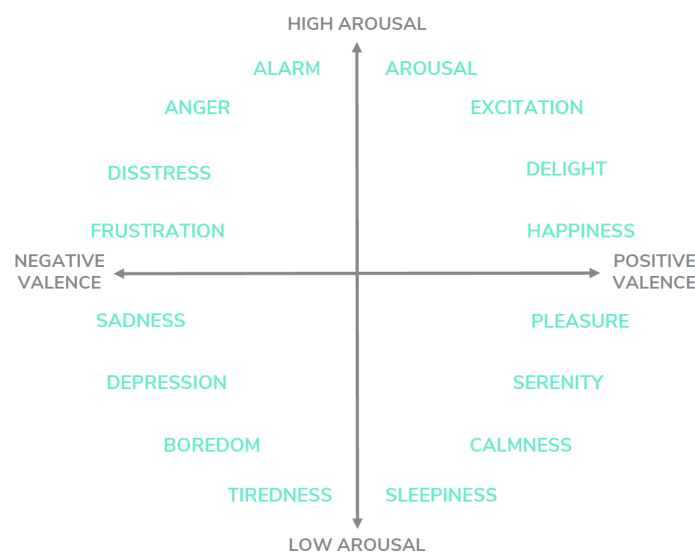 HIGH AROUSAL
ALARM AROUSAL
ANGER EXCITATION
DISSTRESS DELIGHT
FRUSTRATION HAPPINESS
NEGATIVE VALENCE
POSITIVE VALENCE
SADNESS PLEASURE
DEPRESSION SERENITY
BOREDOM CALMNESS
TIREDNESS SLEEPINESS
LOW AROUSAL